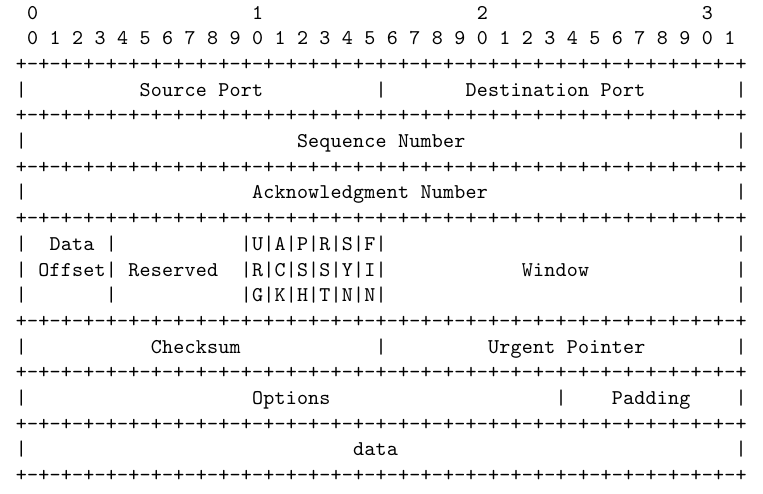 0                   1                   2                   3
 0 1 2 3 4 5 6 7 8 9 0 1 2 3 4 5 6 7 8 9 0 1 2 3 4 5 6 7 8 9 0 1
+-+-+-+-+-+-+-+-+-+-+-+-+-+-+-+-+-+-+-+-+-+-+-+-+-+-+-+-+-+-+-+-+
|          Source Port          |       Destination Port        |
+-+-+-+-+-+-+-+-+-+-+-+-+-+-+-+-+-+-+-+-+-+-+-+-+-+-+-+-+-+-+-+-+
|                        Sequence Number                        |
+-+-+-+-+-+-+-+-+-+-+-+-+-+-+-+-+-+-+-+-+-+-+-+-+-+-+-+-+-+-+-+-+
|                    Acknowledgment Number                      |
+-+-+-+-+-+-+-+-+-+-+-+-+-+-+-+-+-+-+-+-+-+-+-+-+-+-+-+-+-+-+-+-+
|  Data |           |U|A|P|R|S|F|                               |
| Offset| Reserved  |R|C|S|S|Y|I|            Window             |
|       |           |G|K|H|T|N|N|                               |
+-+-+-+-+-+-+-+-+-+-+-+-+-+-+-+-+-+-+-+-+-+-+-+-+-+-+-+-+-+-+-+-+
|           Checksum            |         Urgent Pointer        |
+-+-+-+-+-+-+-+-+-+-+-+-+-+-+-+-+-+-+-+-+-+-+-+-+-+-+-+-+-+-+-+-+
|                    Options                    |    Padding    |
+-+-+-+-+-+-+-+-+-+-+-+-+-+-+-+-+-+-+-+-+-+-+-+-+-+-+-+-+-+-+-+-+
|                             data                              |
+-+-+-+-+-+-+-+-+-+-+-+-+-+-+-+-+-+-+-+-+-+-+-+-+-+-+-+-+-+-+-+-+